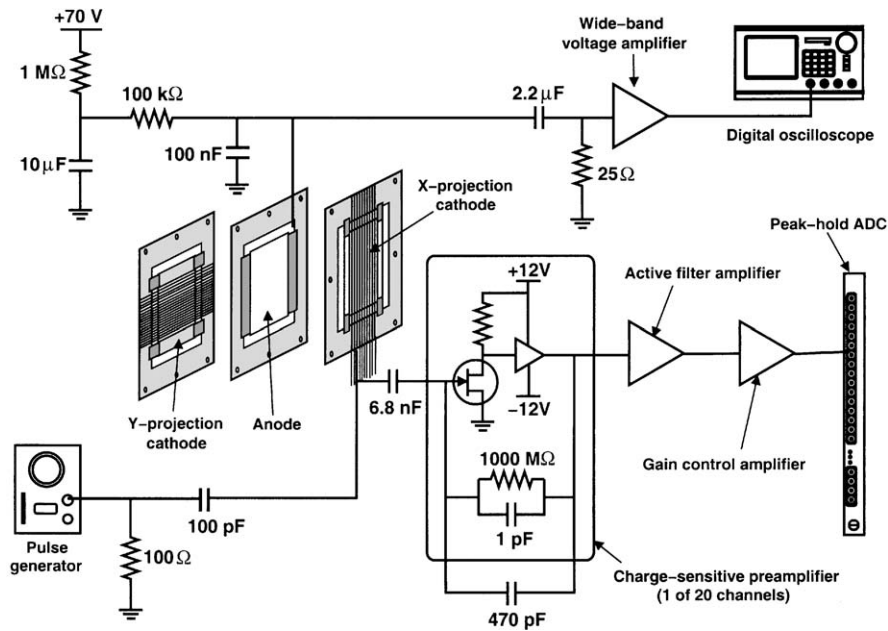 +70 V
1 MΩ
100 kΩ
10μF
100 nF
2.2μF
25Ω
Wide-band
voltage amplifier
Digital oscilloscope
X-projection
cathode
Y-projection
cathode
Anode
Peak-hold ADC
+12V
-12V
Active filter amplifier
Gain control amplifier
6.8 nF
1000 MΩ
1 pF
470 pF
Charge-sensitive preamplifier
(1 of 20 channels)
Pulse
generator
100Ω
100 pF